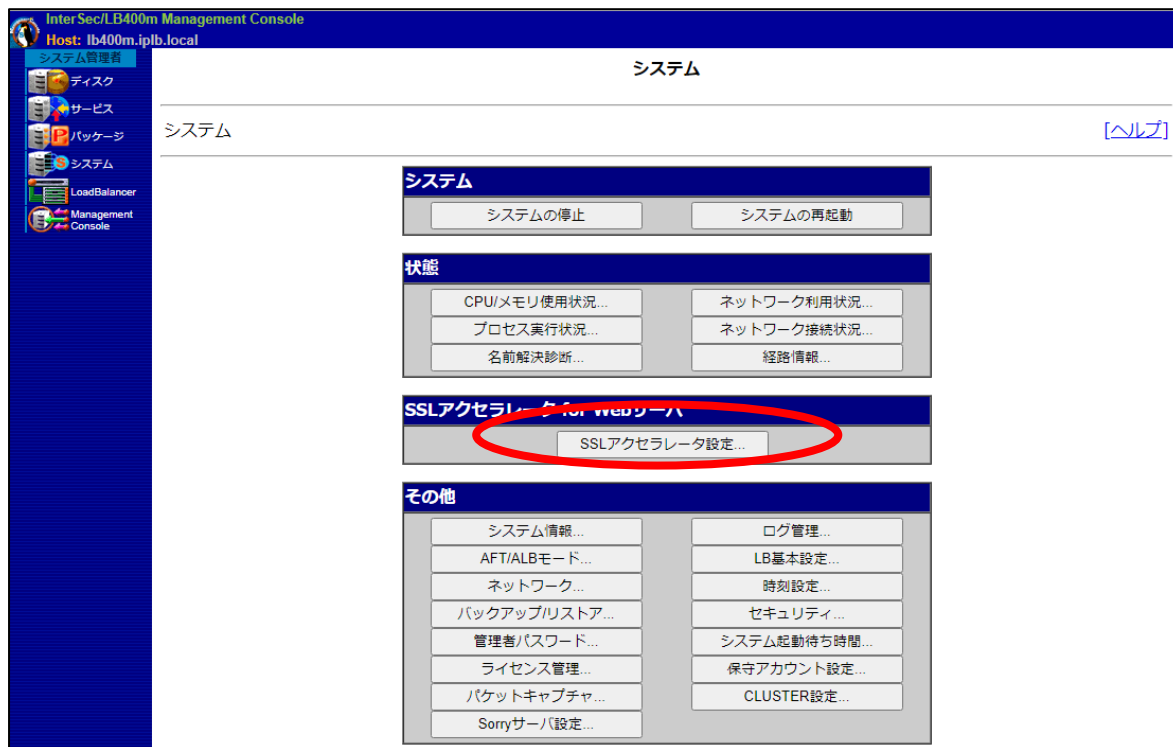 InterSec/LB400m Management Console
Host: lb400m.iplb.local
システム管理者
ディスク
サービス
パッケージ
システム
LoadBalancer
Management
Console
システム
システム
[ヘルプ]
システム
システムの停止 システムの再起動
状態
CPU/メモリ使用状況... ネットワーク利用状況...
プロセス実行状況... ネットワーク接続状況...
名前解決診断... 経路情報...
SSLアクセラレータ for Webサーバ
SSLアクセラレータ設定...
その他
システム情報... ログ管理...
AFT/ALBモード... LB基本設定...
ネットワーク... 時刻設定...
バックアップ/リストア... セキュリティ...
管理者パスワード... システム起動待ち時間...
ライセンス管理... 保守アカウント設定...
パケットキャプチャ... CLUSTER設定...
Sorryサーバ設定...